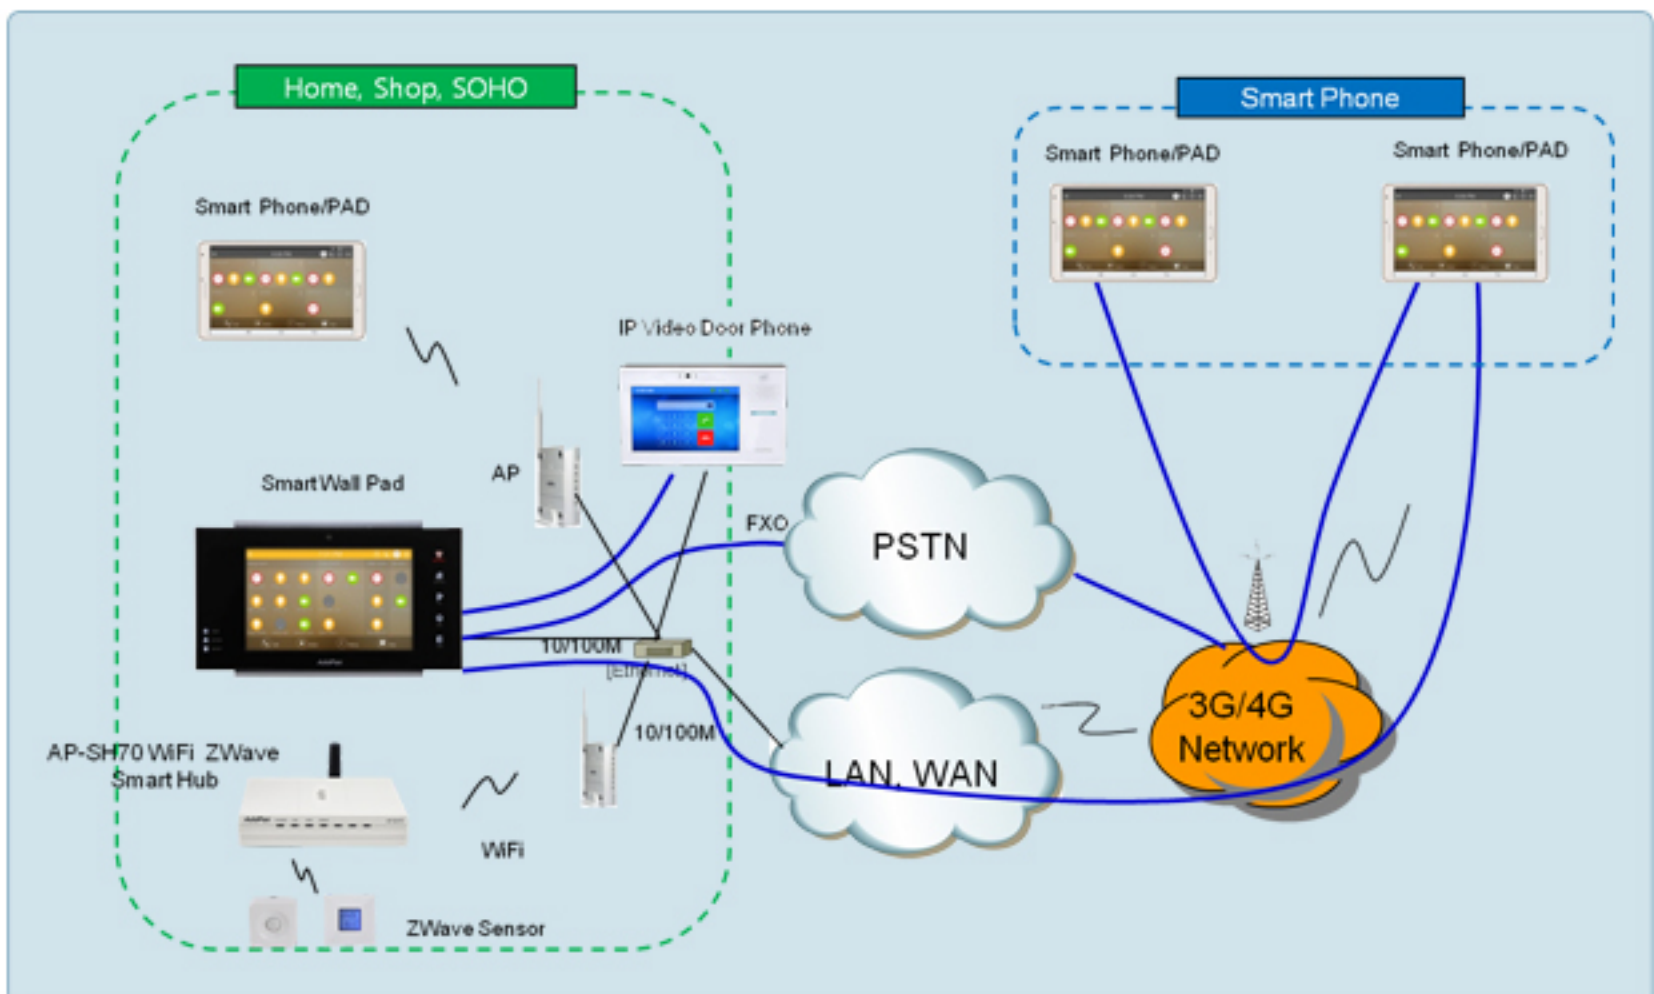 Home, Shop, SOHO
Smart Phone
Smart Phone/PAD
Smart Phone/PAD
Smart Phone/PAD
IP Video Door Phone
AP
Smart Wall Pad
FXO
PSTN
10/100M
[Ethernet]
3G/4G
Network
10/100M
LAN, WAN
AP-SH70 WiFi ZWave
Smart Hub
WiFi
ZWave Sensor